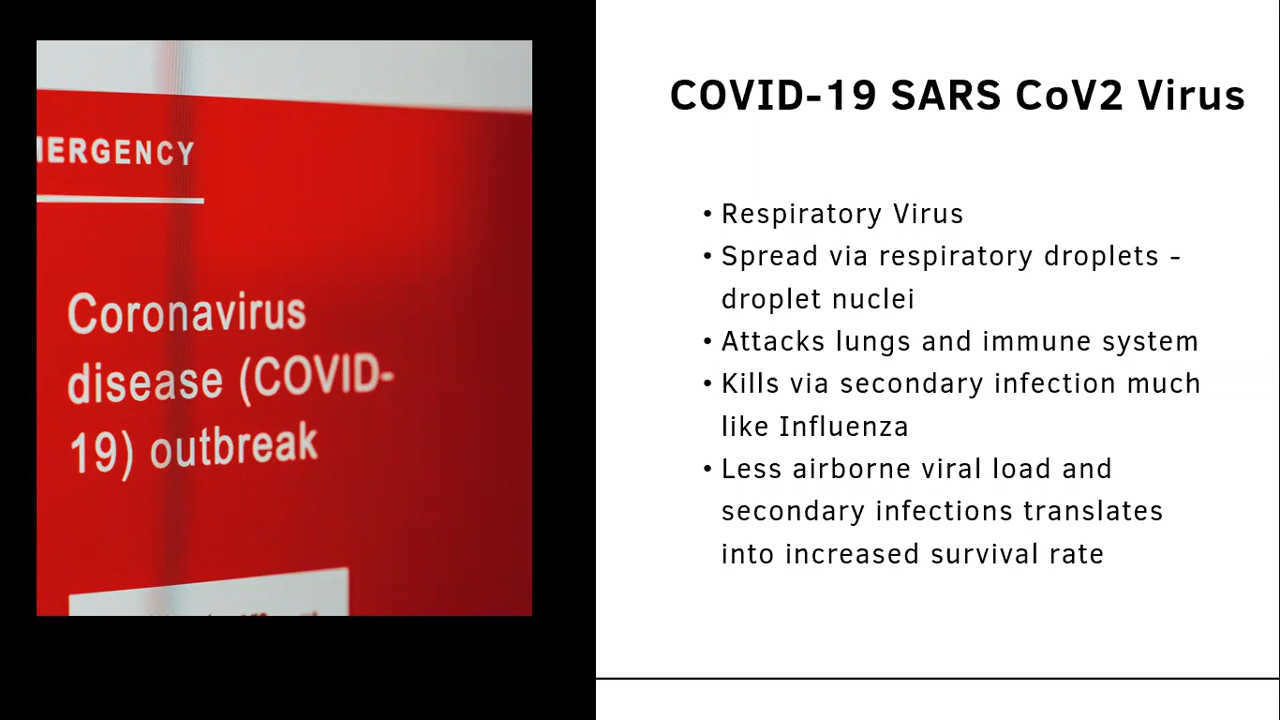 ERGENCY
Coronavirus
disease (COVID-
19) outbreak
COVID-19 SARS CoV2 Virus
• Respiratory Virus
• Spread via respiratory droplets -
droplet nuclei
• Attacks lungs and immune system
• Kills via secondary infection much
like Influenza
• Less airborne viral load and
secondary infections translates
into increased survival rate